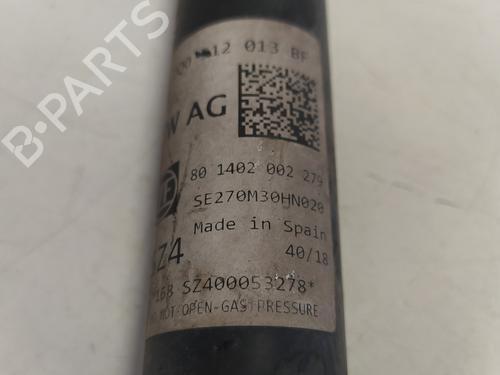 12 013 BF
W AG
80 1402 002 279
SE270M30HN020
Made in Spain
40/18
Z4
168 SZ400053278*
NOT-OPEN-GAS PRESSURE
B-PARTS